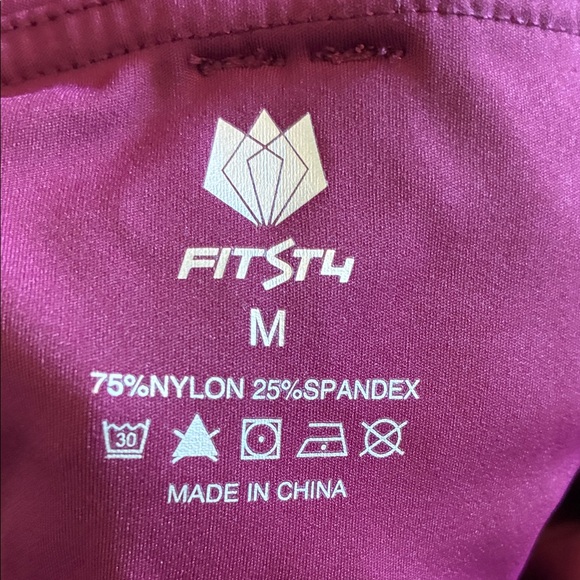 FITST4
M
75%NYLON 25%SPANDEX
30
MADE IN CHINA